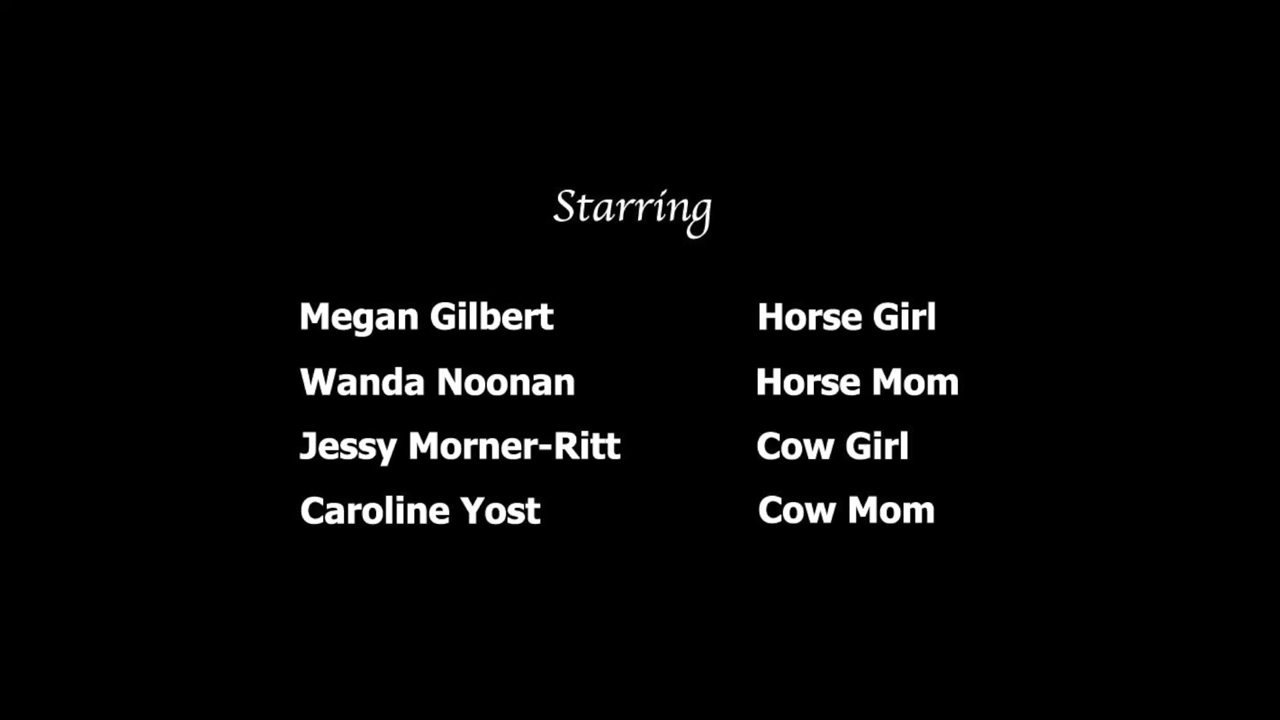 Starring
Megan Gilbert Horse Girl
Wanda Noonan Horse Mom
Jessy Morner-Ritt Cow Girl
Caroline Yost Cow Mom